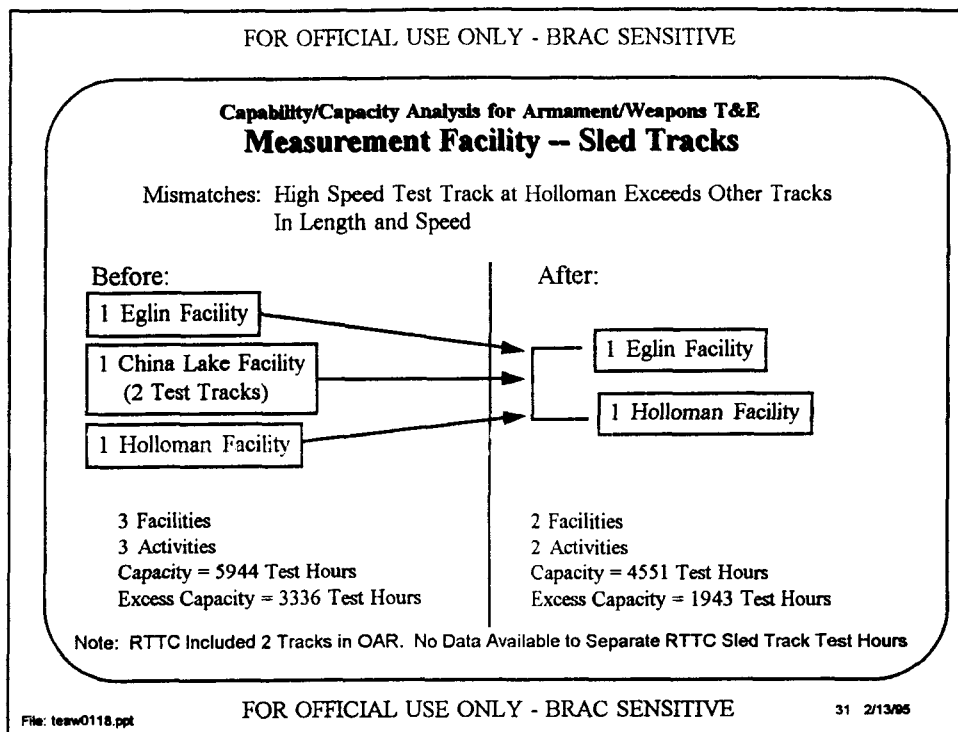 FOR OFFICIAL USE ONLY - BRAC SENSITIVE
Capability/Capacity Analysis for Armament/Weapons T&E
Measurement Facility -- Sled Tracks
Mismatches: High Speed Test Track at Holloman Exceeds Other Tracks
In Length and Speed
Before:
1 Eglin Facility
1 China Lake Facility
(2 Test Tracks)
1 Holloman Facility
3 Facilities
3 Activities
Capacity = 5944 Test Hours
Excess Capacity = 3336 Test Hours
After:
1 Eglin Facility
1 Holloman Facility
2 Facilities
2 Activities
Capacity = 4551 Test Hours
Excess Capacity = 1943 Test Hours
Note: RTTC Included 2 Tracks in OAR. No Data Available to Separate RTTC Sled Track Test Hours
File: teaw0118.ppt
FOR OFFICIAL USE ONLY - BRAC SENSITIVE
31 2/13/95